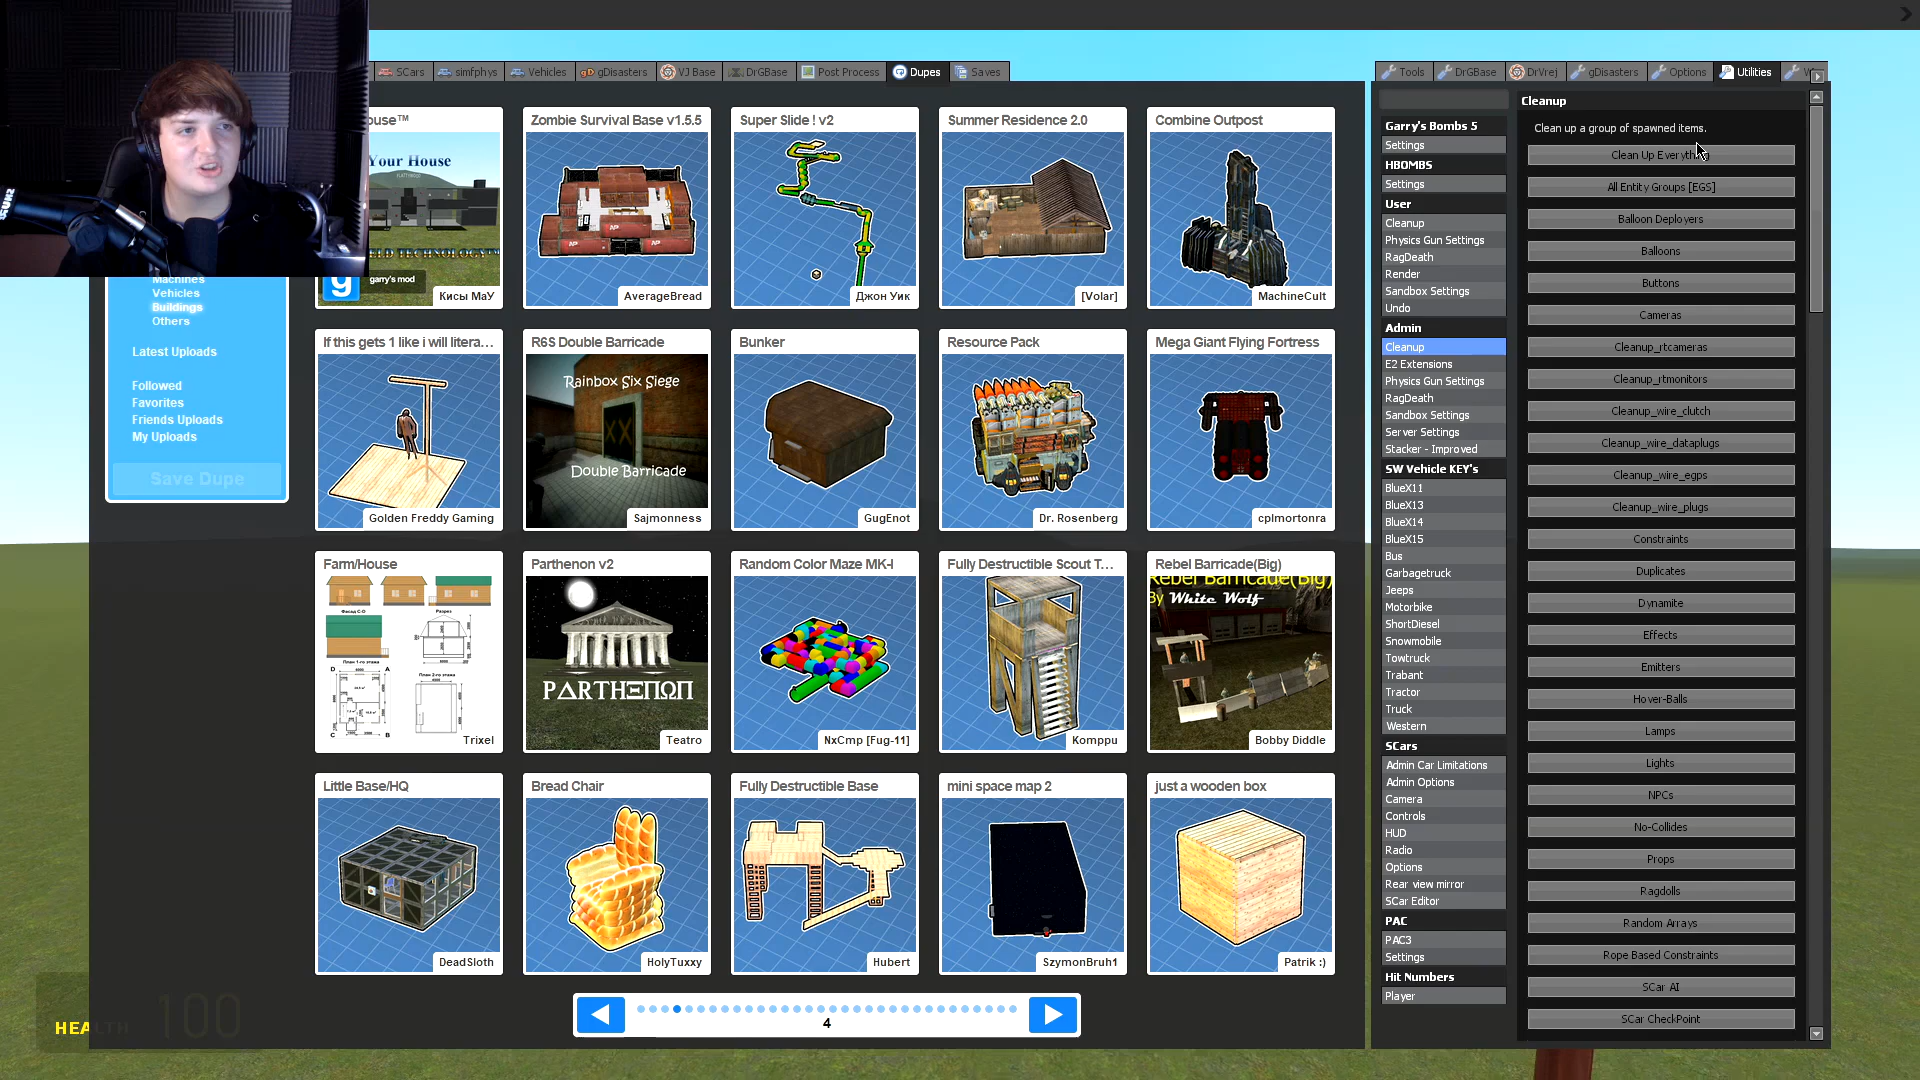 SCars
simfphys
Vehicles
gDisasters
VJ Base
DrGBase
Post Process
Dupes
Saves
Tools
DrGBase
DrVrej
gDisasters
Options
Utilities
Machines
Vehicles
Buildings
Others
Latest Uploads
Followed
Favorites
Friends Uploads
My Uploads
Save Dupe
ouse™
Your House
garry's mod
Кисы МаУ
Zombie Survival Base v1.5.5
AverageBread
Super Slide ! v2
Джон Уик
Summer Residence 2.0
[Volar]
Combine Outpost
MachineCult
If this gets 1 like i will litera...
Golden Freddy Gaming
R6S Double Barricade
Rainbox Six Siege
Double Barricade
Sajmonness
Bunker
GugEnot
Resource Pack
Dr. Rosenberg
Mega Giant Flying Fortress
cplmortonra
Farm/House
Trixel
Parthenon v2
PARTHENON
Teatro
Random Color Maze MK-I
NxCmp [Fug-11]
Fully Destructible Scout T...
Komppu
Rebel Barricade(Big)
Rebel Barricade(Big)
By White Wolf
Bobby Diddle
Little Base/HQ
DeadSloth
Bread Chair
HolyTuxxy
Fully Destructible Base
Hubert
mini space map 2
SzymonBruh1
just a wooden box
Patrik :)
4
HEALTH 100
Garry's Bombs 5
Settings
HBOMBS
Settings
User
Cleanup
Physics Gun Settings
RagDeath
Render
Sandbox Settings
Undo
Admin
Cleanup
E2 Extensions
Physics Gun Settings
RagDeath
Sandbox Settings
Server Settings
Stacker - Improved
SW Vehicle KEY's
BlueX11
BlueX13
BlueX14
BlueX15
Bus
Garbagetruck
Jeeps
Motorbike
ShortDiesel
Snowmobile
Towtruck
Trabant
Tractor
Truck
Western
SCars
Admin Car Limitations
Admin Options
Camera
Controls
HUD
Radio
Options
Rear view mirror
SCar Editor
PAC
PAC3
Settings
Hit Numbers
Player
Cleanup
Clean up a group of spawned items.
Clean Up Everything
All Entity Groups [EGS]
Balloon Deployers
Balloons
Buttons
Cameras
Cleanup_rtcameras
Cleanup_rtmonitors
Cleanup_wire_clutch
Cleanup_wire_dataplugs
Cleanup_wire_egps
Cleanup_wire_plugs
Constraints
Duplicates
Dynamite
Effects
Emitters
Hover-Balls
Lamps
Lights
NPCs
No-Collides
Props
Ragdolls
Random Arrays
Rope Based Constraints
SCar AI
SCar CheckPoint